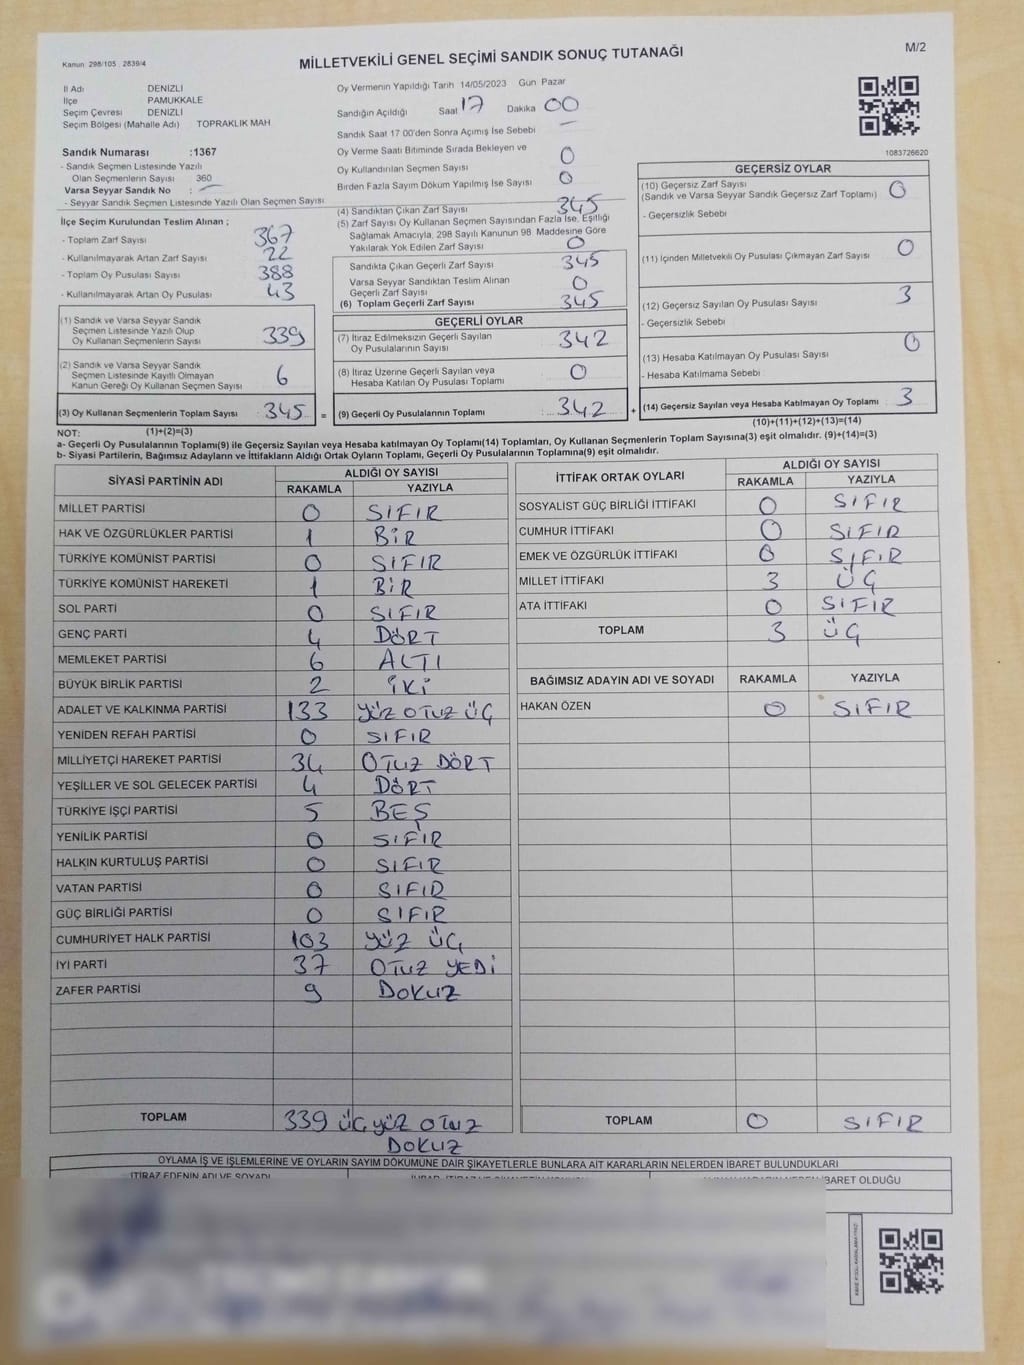 Kanun 298/105 , 2839/4
MİLLETVEKİLİ GENEL SEÇİMİ SANDIK SONUÇ TUTANAĞI
M/2
İl Adı DENİZLİ
İlçe PAMUKKALE
Seçim Çevresi DENİZLİ
Seçim Bölgesi (Mahalle Adı) TOPRAKLIK MAH
Sandık Numarası :1367
- Sandık Seçmen Listesinde Yazılı
Olan Seçmenlerin Sayısı 360
Varsa Seyyar Sandık No : —
- Seyyar Sandık Seçmen Listesinde Yazılı Olan Seçmen Sayısı
Oy Vermenin Yapıldığı Tarih 14/05/2023 Gün Pazar
Sandığın Açıldığı Saat 17 Dakika 00
Sandık Saat 17 00'den Sonra Açımış İse Sebebi —
Oy Verme Saati Bitiminde Sırada Bekleyen ve
Oy Kullandırılan Seçmen Sayısı 0
Birden Fazla Sayım Döküm Yapılmış İse Sayısı 0
1083726620
İlçe Seçim Kurulundan Teslim Alınan ;
- Toplam Zarf Sayısı 367
- Kullanılmayarak Artan Zarf Sayısı 22
- Toplam Oy Pusulası Sayısı 388
- Kullanılmayarak Artan Oy Pusulası 43
(1) Sandık ve Varsa Seyyar Sandık
Seçmen Listesinde Yazılı Olup
Oy Kullanan Seçmenlerin Sayısı 339
(2) Sandık ve Varsa Seyyar Sandık
Seçmen Listesinde Kayıtlı Olmayan
Kanun Gereği Oy Kullanan Seçmen Sayısı 6
(3) Oy Kullanan Seçmenlerin Toplam Sayısı 345 =
(1)+(2)=(3)
(4) Sandıktan Çıkan Zarf Sayısı 345
(5) Zarf Sayısı Oy Kullanan Seçmen Sayısından Fazla İse, Eşitliği
Sağlamak Amacıyla, 298 Sayılı Kanunun 98 Maddesine Göre
Yakılarak Yok Edilen Zarf Sayısı 0
Sandıkta Çıkan Geçerli Zarf Sayısı 345
Varsa Seyyar Sandıktan Teslim Alınan
Geçerli Zarf Sayısı 0
(6) Toplam Geçerli Zarf Sayısı 345
GEÇERLİ OYLAR
(7) İtiraz Edilmeksizin Geçerli Sayılan
Oy Pusulalarının Sayısı 342
(8) İtiraz Üzerine Geçerli Sayılan veya
Hesaba Katılan Oy Pusulası Toplamı 0
(9) Geçerli Oy Pusulalarının Toplamı : 342 +
GEÇERSİZ OYLAR
(10) Geçersiz Zarf Sayısı 0
(Sandık ve Varsa Seyyar Sandık Geçersiz Zarf Toplamı)
- Geçersizlik Sebebi
(11) İçinden Milletvekili Oy Pusulası Çıkmayan Zarf Sayısı 0
(12) Geçersiz Sayılan Oy Pusulası Sayısı 3
- Geçersizlik Sebebi
(13) Hesaba Katılmayan Oy Pusulası Sayısı 0
- Hesaba Katılmama Sebebi
(14) Geçersiz Sayılan veya Hesaba Katılmayan Oy Toplamı 3
(10)+(11)+(12)+(13)=(14)
NOT:
a- Geçerli Oy Pusulalarının Toplamı(9) ile Geçersiz Sayılan veya Hesaba katılmayan Oy Toplamı(14) Toplamları, Oy Kullanan Seçmenlerin Toplam Sayısına(3) eşit olmalıdır. (9)+(14)=(3)
b- Siyasi Partilerin, Bağımsız Adayların ve İttifakların Aldığı Ortak Oyların Toplamı, Geçerli Oy Pusulalarının Toplamına(9) eşit olmalıdır.
SİYASİ PARTİNİN ADI ALDIĞI OY SAYISI
RAKAMLA YAZIYLA
MİLLET PARTİSİ 0 SIFIR
HAK VE ÖZGÜRLÜKLER PARTİSİ 1 BİR
TÜRKİYE KOMÜNİST PARTİSİ 0 SIFIR
TÜRKİYE KOMÜNİST HAREKETİ 1 BİR
SOL PARTİ 0 SIFIR
GENÇ PARTİ 4 DÖRT
MEMLEKET PARTİSİ 6 ALTI
BÜYÜK BİRLİK PARTİSİ 2 İKİ
ADALET VE KALKINMA PARTİSİ 133 YÜZ OTUZ ÜÇ
YENİDEN REFAH PARTİSİ 0 SIFIR
MİLLİYETÇİ HAREKET PARTİSİ 34 OTUZ DÖRT
YEŞİLLER VE SOL GELECEK PARTİSİ 4 DÖRT
TÜRKİYE İŞÇİ PARTİSİ 5 BEŞ
YENİLİK PARTİSİ 0 SIFIR
HALKIN KURTULUŞ PARTİSİ 0 SIFIR
VATAN PARTİSİ 0 SIFIR
GÜÇ BİRLİĞİ PARTİSİ 0 SIFIR
CUMHURİYET HALK PARTİSİ 103 YÜZ ÜÇ
İYİ PARTİ 37 OTUZ YEDİ
ZAFER PARTİSİ 9 DOKUZ
TOPLAM 339 ÜÇ YÜZ OTUZ
DOKUZ
İTTİFAK ORTAK OYLARI ALDIĞI OY SAYISI
RAKAMLA YAZIYLA
SOSYALİST GÜÇ BİRLİĞİ İTTİFAKI 0 SIFIR
CUMHUR İTTİFAKI 0 SIFIR
EMEK VE ÖZGÜRLÜK İTTİFAKI 0 SIFIR
MİLLET İTTİFAKI 3 ÜÇ
ATA İTTİFAKI 0 SIFIR
TOPLAM 3 ÜÇ
BAĞIMSIZ ADAYIN ADI VE SOYADI RAKAMLA YAZIYLA
HAKAN ÖZEN 0 SIFIR
TOPLAM 0 SIFIR
OYLAMA İŞ VE İŞLEMLERİNE VE OYLARIN SAYIM DÖKÜMÜNE DAİR ŞİKAYETLERLE BUNLARA AİT KARARLARIN NELERDEN İBARET BULUNDUKLARI
İTİRAZ EDENİN ADI VE SOYADI
İBARET OLDUĞU